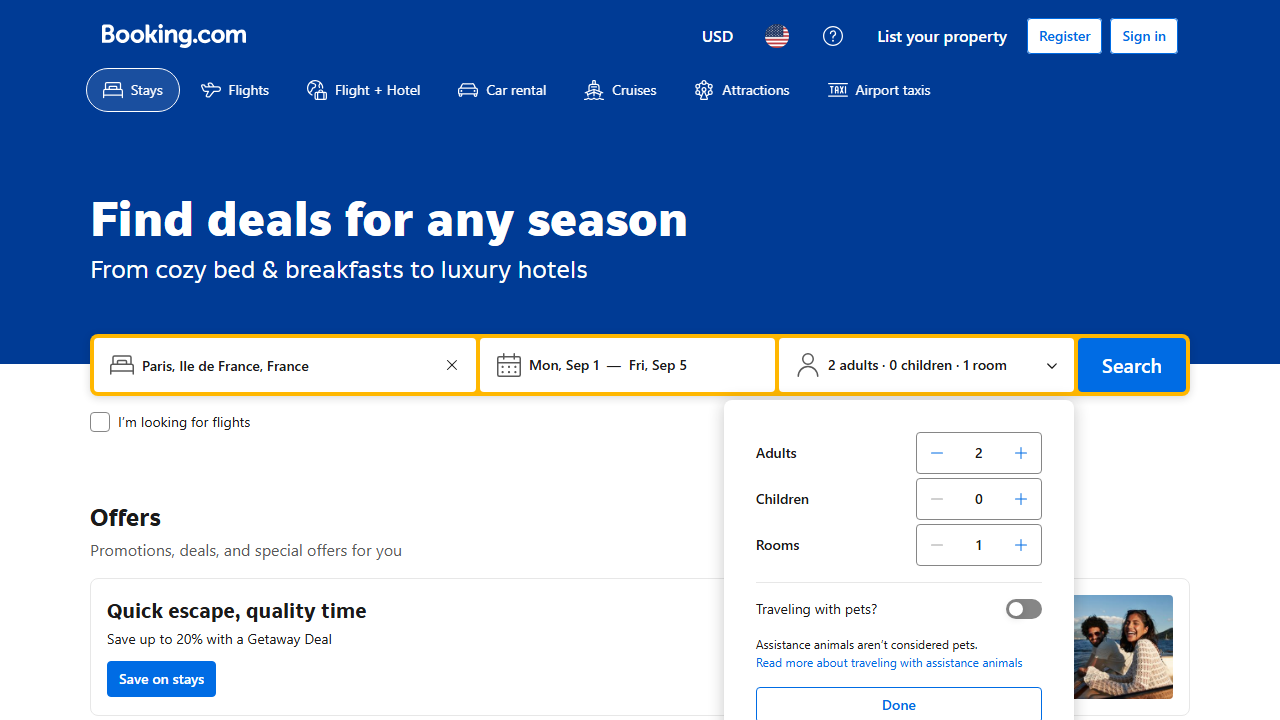 Booking.com
USD
List your property
Register
Sign in
Stays
Flights
Flight + Hotel
Car rental
Cruises
Attractions
TAXI
Airport taxis
Find deals for any season
From cozy bed & breakfasts to luxury hotels
Paris, Ile de France, France
Mon, Sep 1 — Fri, Sep 5
2 adults · 0 children · 1 room
Search
I’m looking for flights
Adults
2
Children
0
Rooms
1
Traveling with pets?
Assistance animals aren’t considered pets.
Read more about traveling with assistance animals
Done
Offers
Promotions, deals, and special offers for you
Quick escape, quality time
Save up to 20% with a Getaway Deal
Save on stays